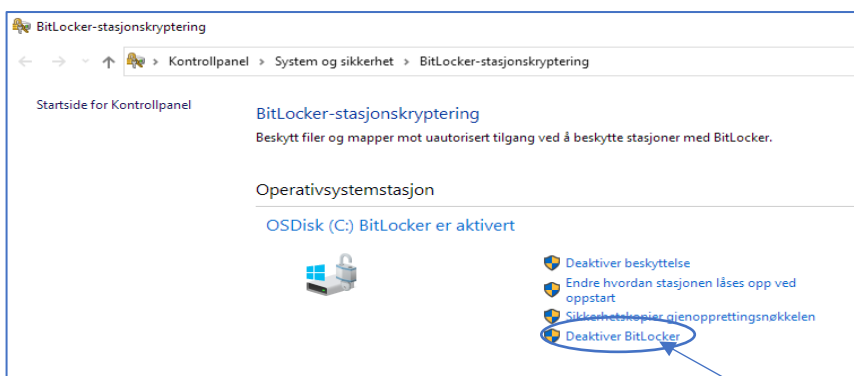 BitLocker-stasjonskryptering
Kontrollpanel > System og sikkerhet > BitLocker-stasjonskryptering
Startside for Kontrollpanel
BitLocker-stasjonskryptering
Beskytt filer og mapper mot uautorisert tilgang ved å beskytte stasjoner med BitLocker.
Operativsystemstasjon
OSDisk (C:) BitLocker er aktivert
Deaktiver beskyttelse
Endre hvordan stasjonen låses opp ved
oppstart
Sikkerhetskopier gjenopprettingsnøkkelen
Deaktiver BitLocker